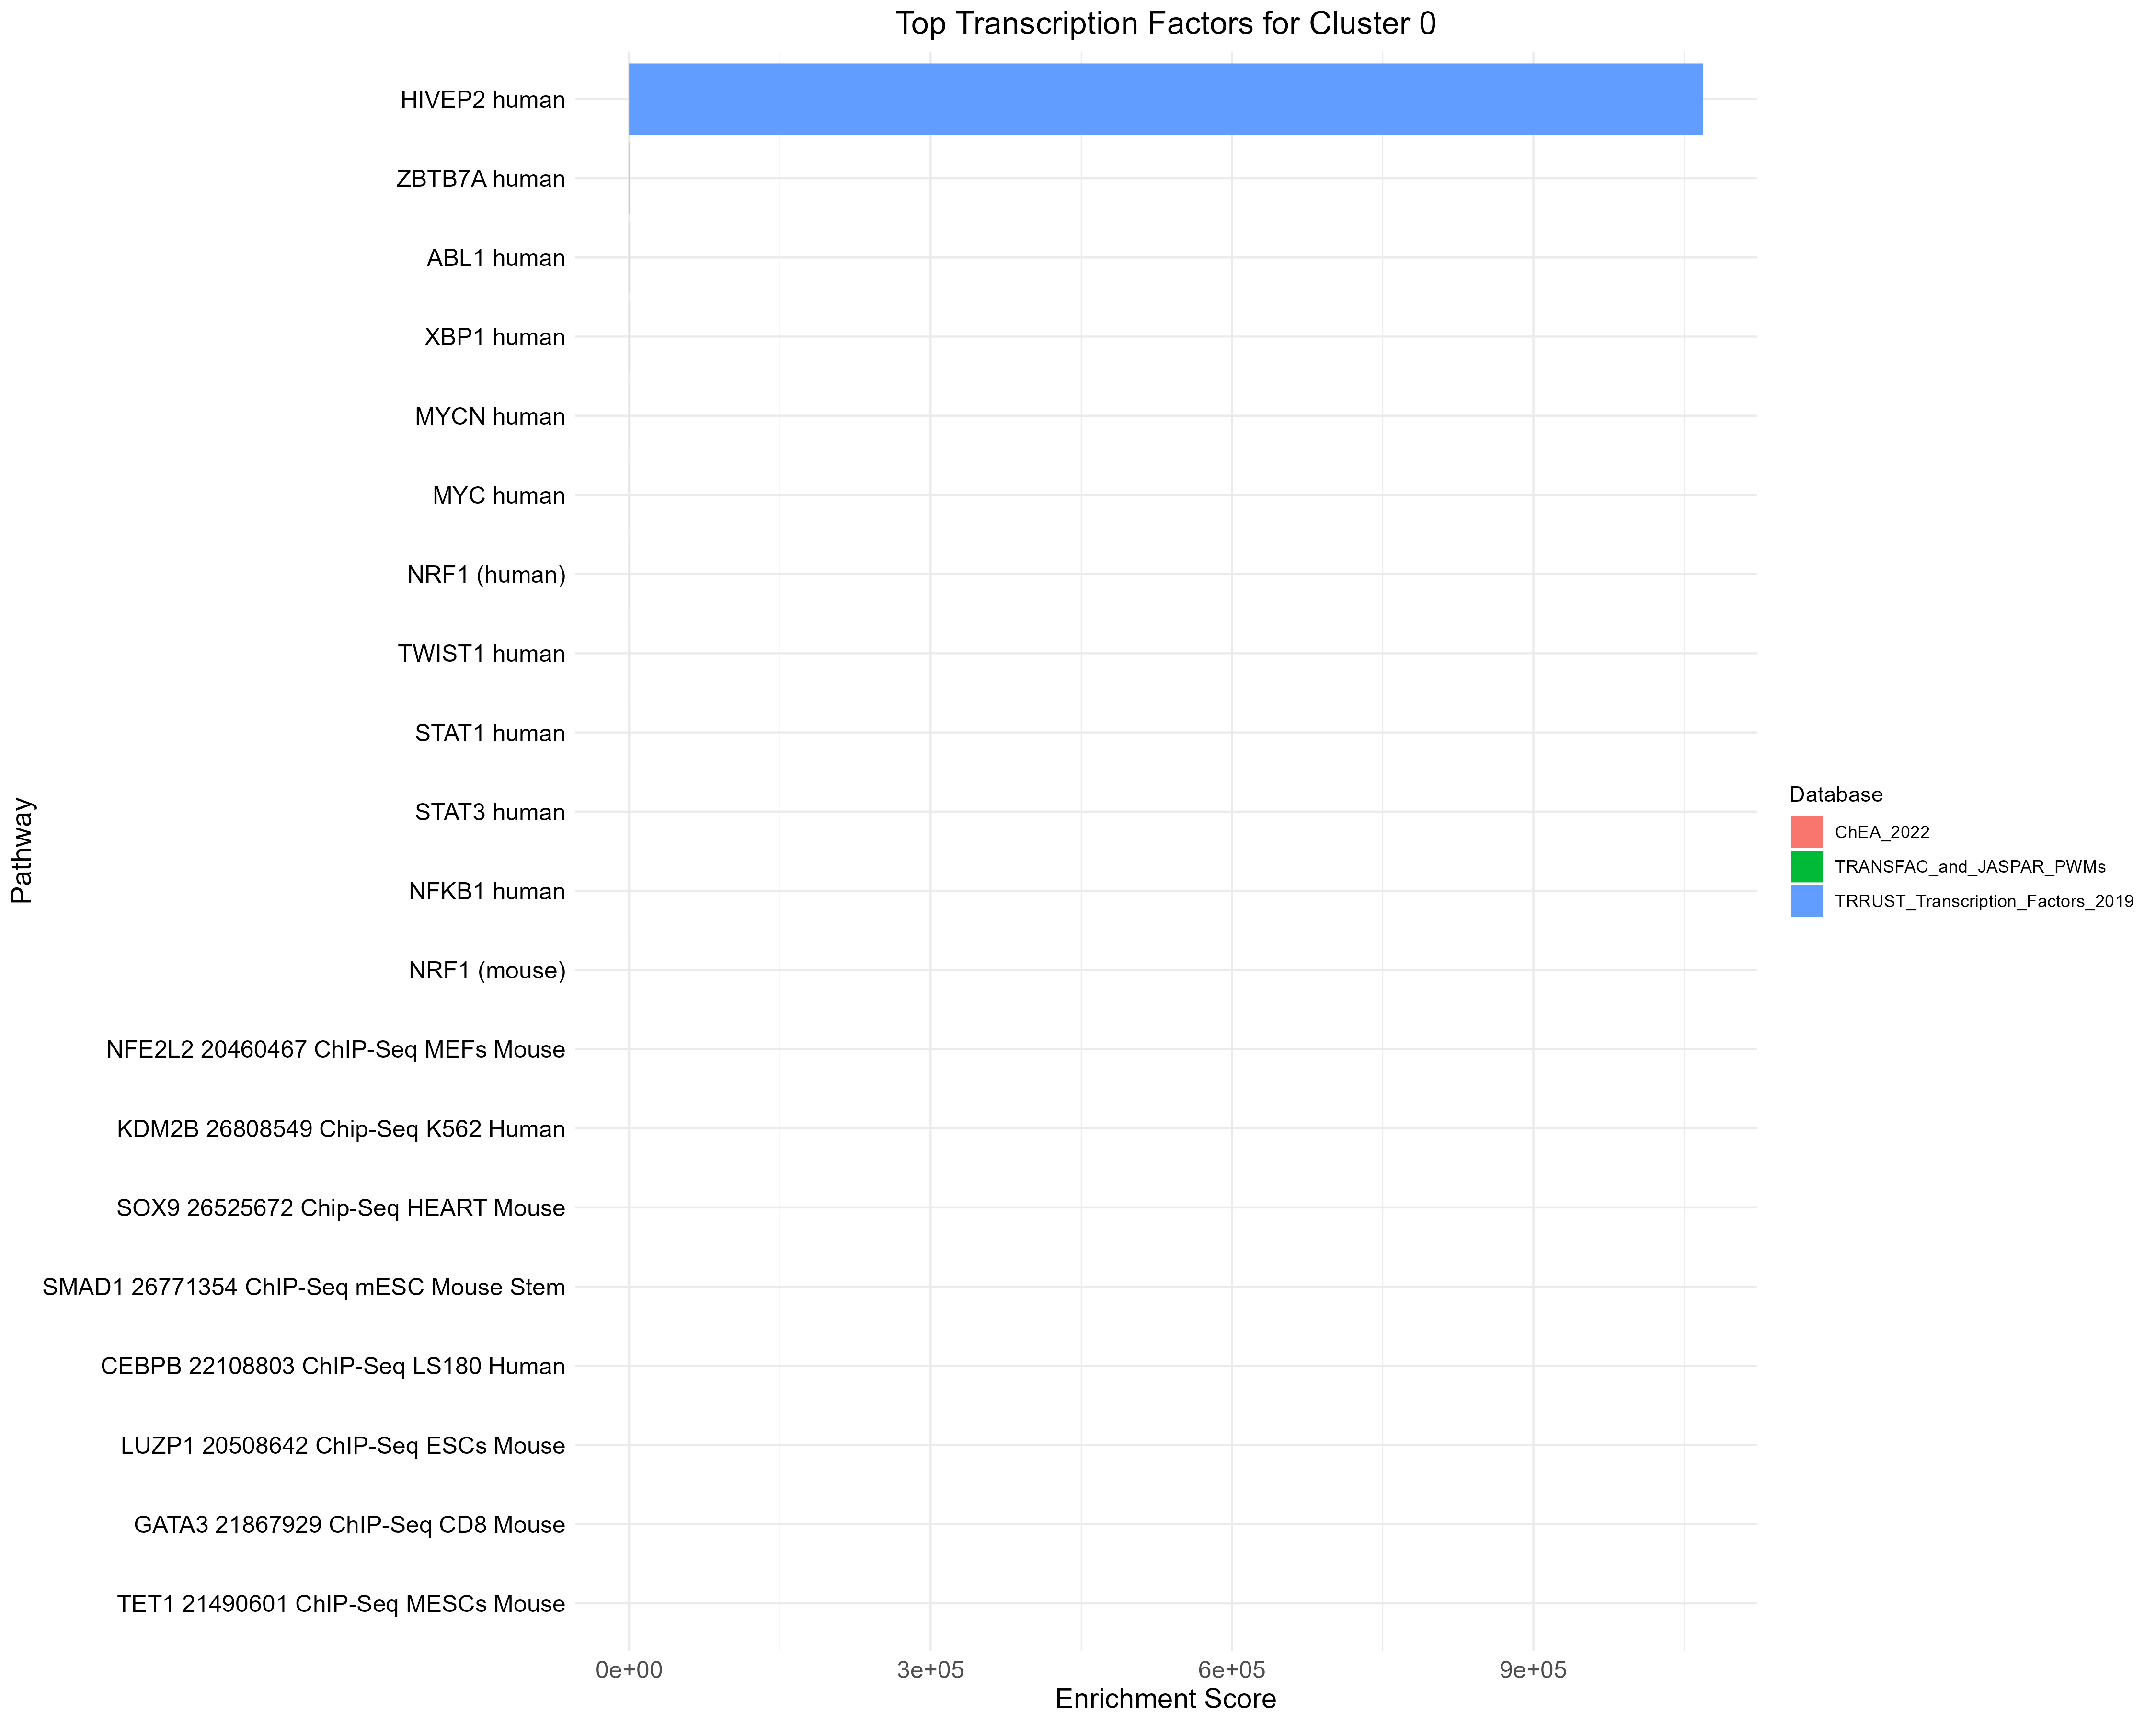 Top Transcription Factors for Cluster 0
HIVEP2 human
ZBTB7A human
ABL1 human
XBP1 human
MYCN human
MYC human
NRF1 (human)
TWIST1 human
STAT1 human
STAT3 human
NFKB1 human
NRF1 (mouse)
NFE2L2 20460467 ChIP-Seq MEFs Mouse
KDM2B 26808549 Chip-Seq K562 Human
SOX9 26525672 Chip-Seq HEART Mouse
SMAD1 26771354 ChIP-Seq mESC Mouse Stem
CEBPB 22108803 ChIP-Seq LS180 Human
LUZP1 20508642 ChIP-Seq ESCs Mouse
GATA3 21867929 ChIP-Seq CD8 Mouse
TET1 21490601 ChIP-Seq MESCs Mouse
Pathway
0e+00 3e+05 6e+05 9e+05
Enrichment Score
Database
ChEA_2022
TRANSFAC_and_JASPAR_PWMs
TRRUST_Transcription_Factors_2019